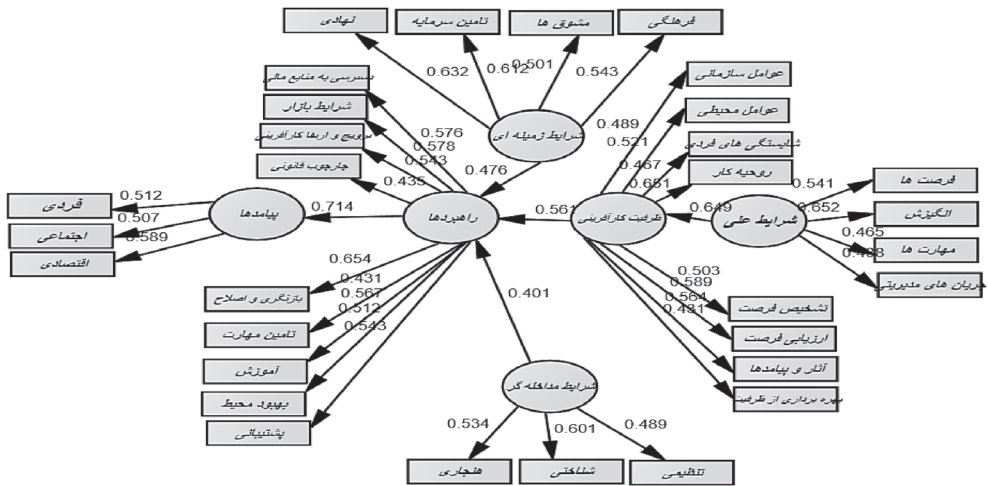 نهادی
تامین سرمایه
مشوق ها
فرهنگی
0.632
0.612
0.501
0.543
دسترسی به منابع مالی
شرایط بازار
ترویج و ارتقا کارآفرینی
چارچوب قانونی
0.576
0.578
0.543
0.435
شرایط زمینه ای
0.476
عوامل سازمانی
عوامل محیطی
شایستگی های فردی
روحیه کار
0.489
0.521
0.467
0.651
فرصت ها
انگیزش
مهارت ها
جریان های مدیریتی
0.541
0.652
0.465
شرایط علی
0.649
ظرفیت کارآفرینی
0.561
راهبردها
0.714
پیامدها
0.512
0.507
0.589
فردی
اجتماعی
اقتصادی
0.654
0.431
0.567
0.512
0.543
بازنگری و اصلاح
تامین مهارت
آموزش
بهبود محیط
پشتیبانی
0.401
0.503
0.589
0.564
0.431
تشخیص فرصت
ارزیابی فرصت
آثار و پیامدها
بهره برداری از ظرفیت
شرایط مداخله گر
0.534
0.601
0.489
هنجاری
شناختی
تنظیمی